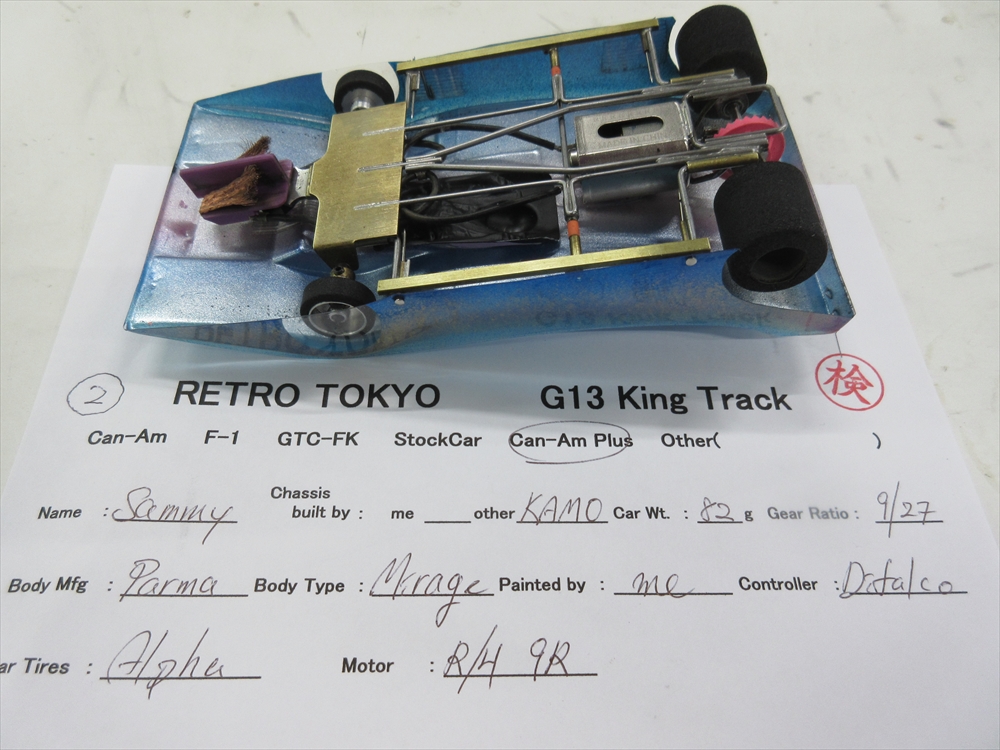 ② RETRO TOKYO G13 King Track 検
Can-Am F-1 GTC-FK StockCar Can-Am Plus Other( )
Name : Sammy Chassis built by : me ____ other KAMO Car Wt. : 82 g Gear Ratio : 9/27
Body Mfg : Parma Body Type : Mirage Painted by : me Controller : Difalco
ar Tires : Alpha Motor : R/H 9R